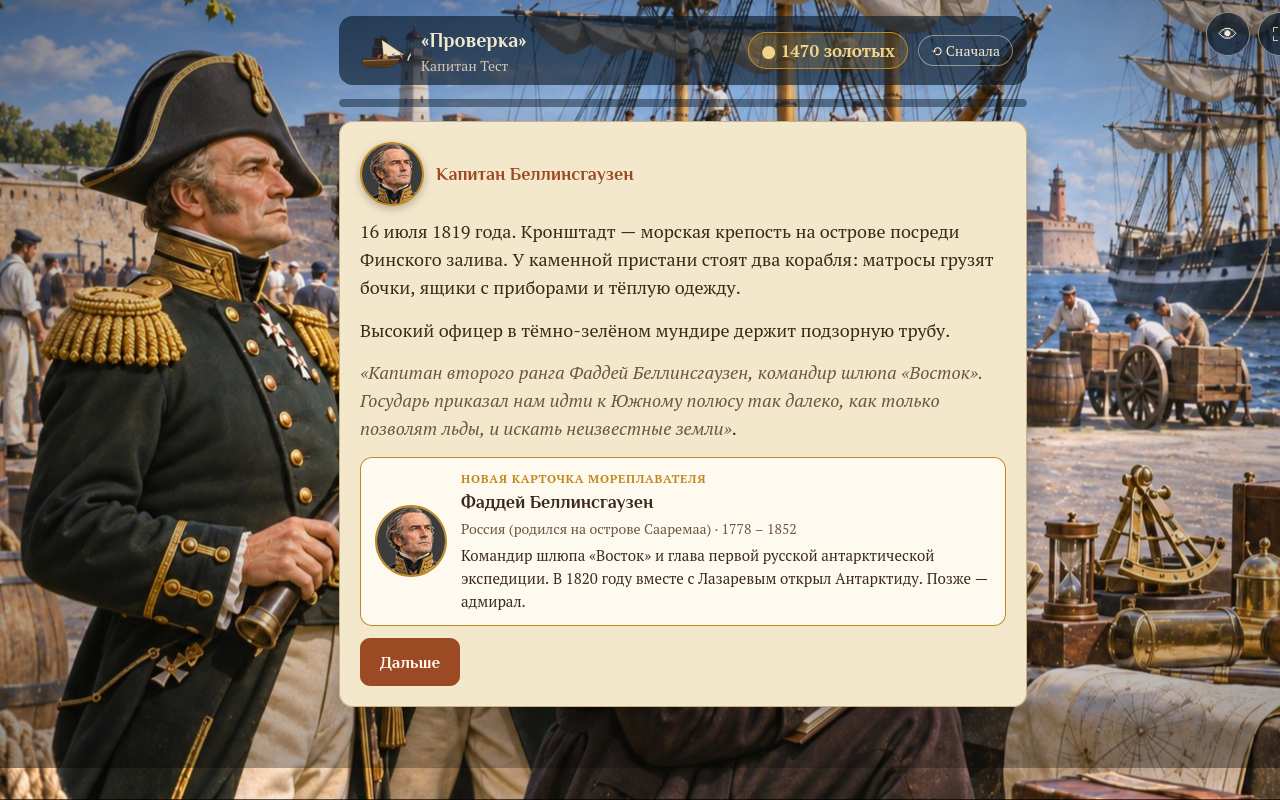 «Проверка»
Капитан Тест
1470 золотых
⟲ Сначала
Капитан Беллинсгаузен
16 июля 1819 года. Кронштадт — морская крепость на острове посреди
Финского залива. У каменной пристани стоят два корабля: матросы грузят
бочки, ящики с приборами и тёплую одежду.
Высокий офицер в тёмно-зелёном мундире держит подзорную трубу.
«Капитан второго ранга Фаддей Беллинсгаузен, командир шлюпа «Восток».
Государь приказал нам идти к Южному полюсу так далеко, как только
позволят льды, и искать неизвестные земли».
НОВАЯ КАРТОЧКА МОРЕПЛАВАТЕЛЯ
Фаддей Беллинсгаузен
Россия (родился на острове Сааремаа) · 1778 – 1852
Командир шлюпа «Восток» и глава первой русской антарктической
экспедиции. В 1820 году вместе с Лазаревым открыл Антарктиду. Позже —
адмирал.
Дальше